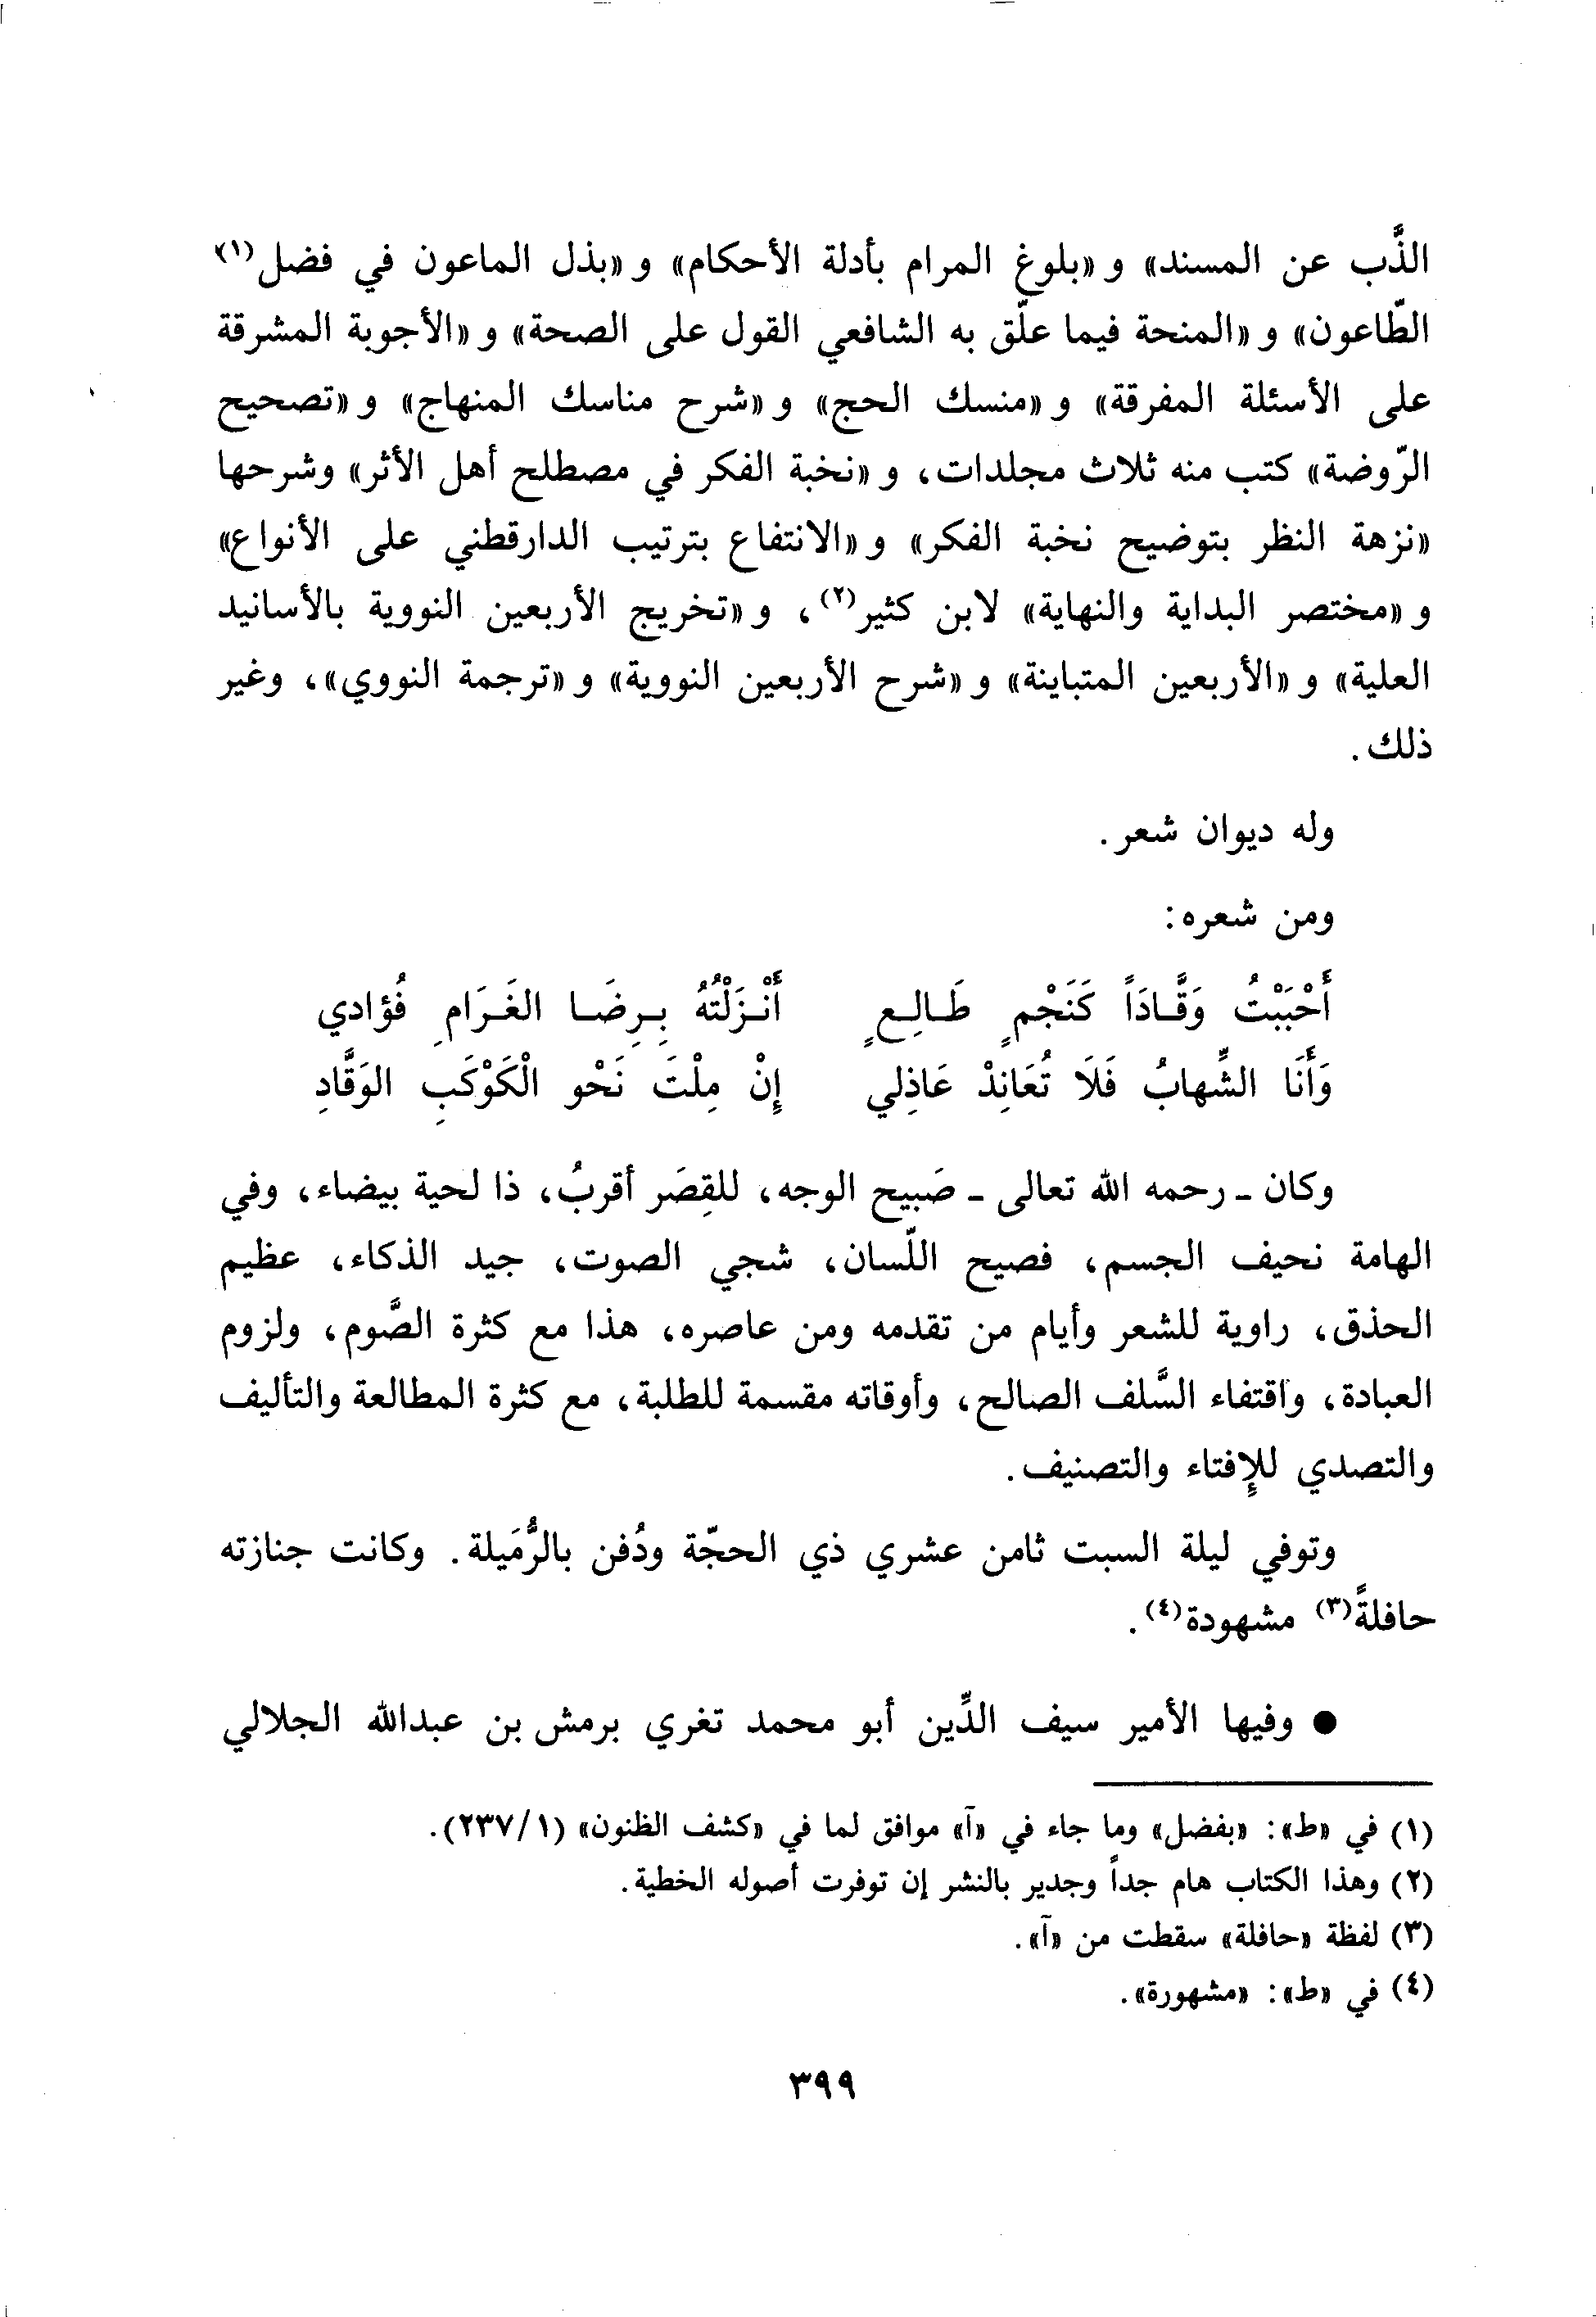 الذَّب عن المسند» و «بلوغ المرام بأدلة الأحكام» و «بذل الماعون في فضل(١)
الطّاعون» و «المنحة فيما علّق به الشافعي القول على الصحة» و «الأجوبة المشرقة
على الأسئلة المفرقة» و «منسك الحج» و «شرح مناسك المنهاج» و «تصحيح
الرّوضة» كتب منه ثلاث مجلدات، و «نخبة الفكر في مصطلح أهل الأثر» وشرحها
«نزهة النظر بتوضيح نخبة الفكر» و «الانتفاع بترتيب الدارقطني على الأنواع»
و «مختصر البداية والنهاية» لابن كثير(٢)، و «تخريج الأربعين النووية بالأسانيد
العلية» و «الأربعين المتباينة» و «شرح الأربعين النووية» و «ترجمة النووي»، وغير
ذلك.
وله ديوان شعر.
ومن شعره:
أَحْبَبْتُ وَقَّادَاً كَنَجْمٍ طَالِعٍ أَنْزَلْتُهُ بِرِضَا الغَرَامِ فُؤادي
وَأَنَا الشِّهابُ فَلَا تُعَانِدْ عَاذِلي إِنْ مِلْتَ نَحْو الْكَوْكَبِ الوَقَّادِ
وكان - رحمه الله تعالى - صَبيح الوجه، للقِصَر أقربُ، ذا لحية بيضاء، وفي
الهامة نحيف الجسم، فصيح اللّسان، شجي الصوت، جيد الذكاء، عظيم
الحذق، راوية للشعر وأيام من تقدمه ومن عاصره، هذا مع كثرة الصَّوم، ولزوم
العبادة، واقتفاء السَّلف الصالح، وأوقاته مقسمة للطلبة، مع كثرة المطالعة والتأليف
والتصدي للإِفتاء والتصنيف.
وتوفي ليلة السبت ثامن عشري ذي الحجّة ودُفن بالرُّمَيلة. وكانت جنازته
حافلةً(٣) مشهودة(٤).
● وفيها الأمير سيف الدِّين أبو محمد تغري برمش بن عبدالله الجلالي
(١) في «ط»: «بفضل» وما جاء في «آ» موافق لما في «كشف الظنون» (١/٢٣٧).
(٢) وهذا الكتاب هام جداً وجدير بالنشر إن توفرت أصوله الخطية.
(٣) لفظة «حافلة» سقطت من «آ».
(٤) في «ط»: «مشهورة».
٣٩٩